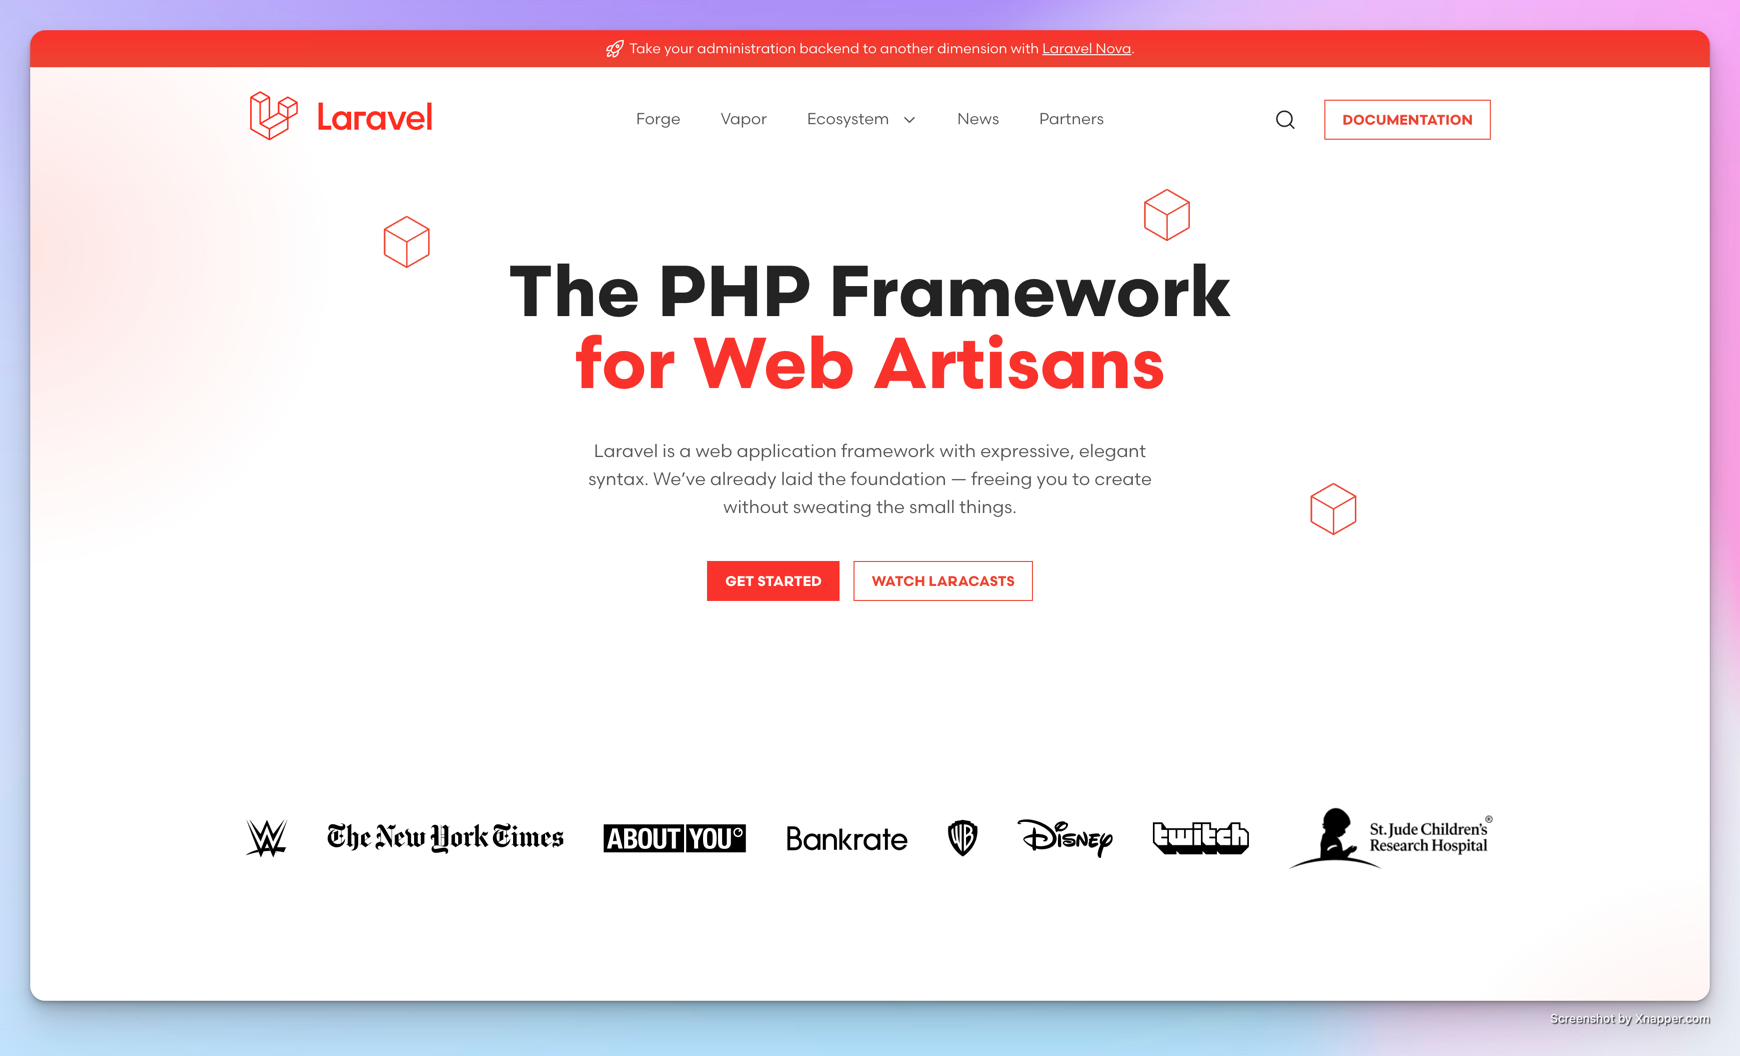 Take your administration backend to another dimension with Laravel Nova.
Laravel
Forge
Vapor
Ecosystem
News
Partners
DOCUMENTATION
The PHP Framework
for Web Artisans
Laravel is a web application framework with expressive, elegant
syntax. We’ve already laid the foundation — freeing you to create
without sweating the small things.
GET STARTED
WATCH LARACASTS
W
The New York Times
ABOUT YOU
Bankrate
WB
Disney
twitch
St. Jude Children's®
Research Hospital
Screenshot by Xnapper.com